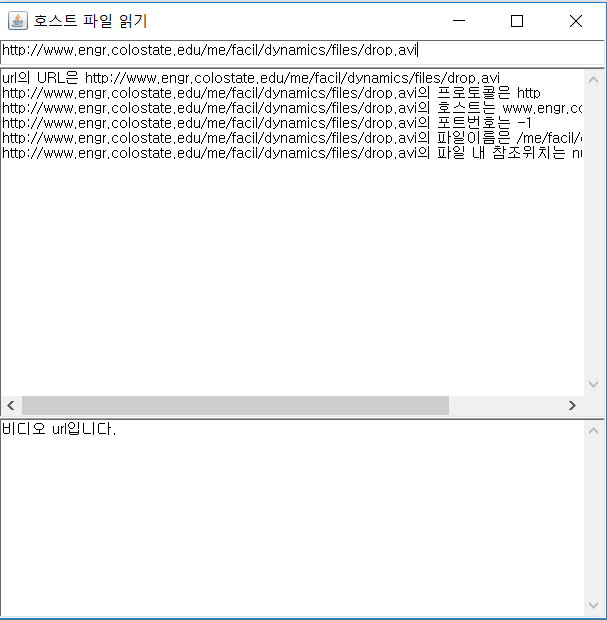 호스트 파일 읽기
http://www.engr.colostate.edu/me/facil/dynamics/files/drop.avi
url의 URL은 http://www.engr.colostate.edu/me/facil/dynamics/files/drop.avi
http://www.engr.colostate.edu/me/facil/dynamics/files/drop.avi의 프로토콜은 http
http://www.engr.colostate.edu/me/facil/dynamics/files/drop.avi의 호스트는 www.engr.co
http://www.engr.colostate.edu/me/facil/dynamics/files/drop.avi의 포트번호는 -1
http://www.engr.colostate.edu/me/facil/dynamics/files/drop.avi의 파일이름은 /me/facil/
http://www.engr.colostate.edu/me/facil/dynamics/files/drop.avi의 파일 내 참조위치는 nu
비디오 url입니다.